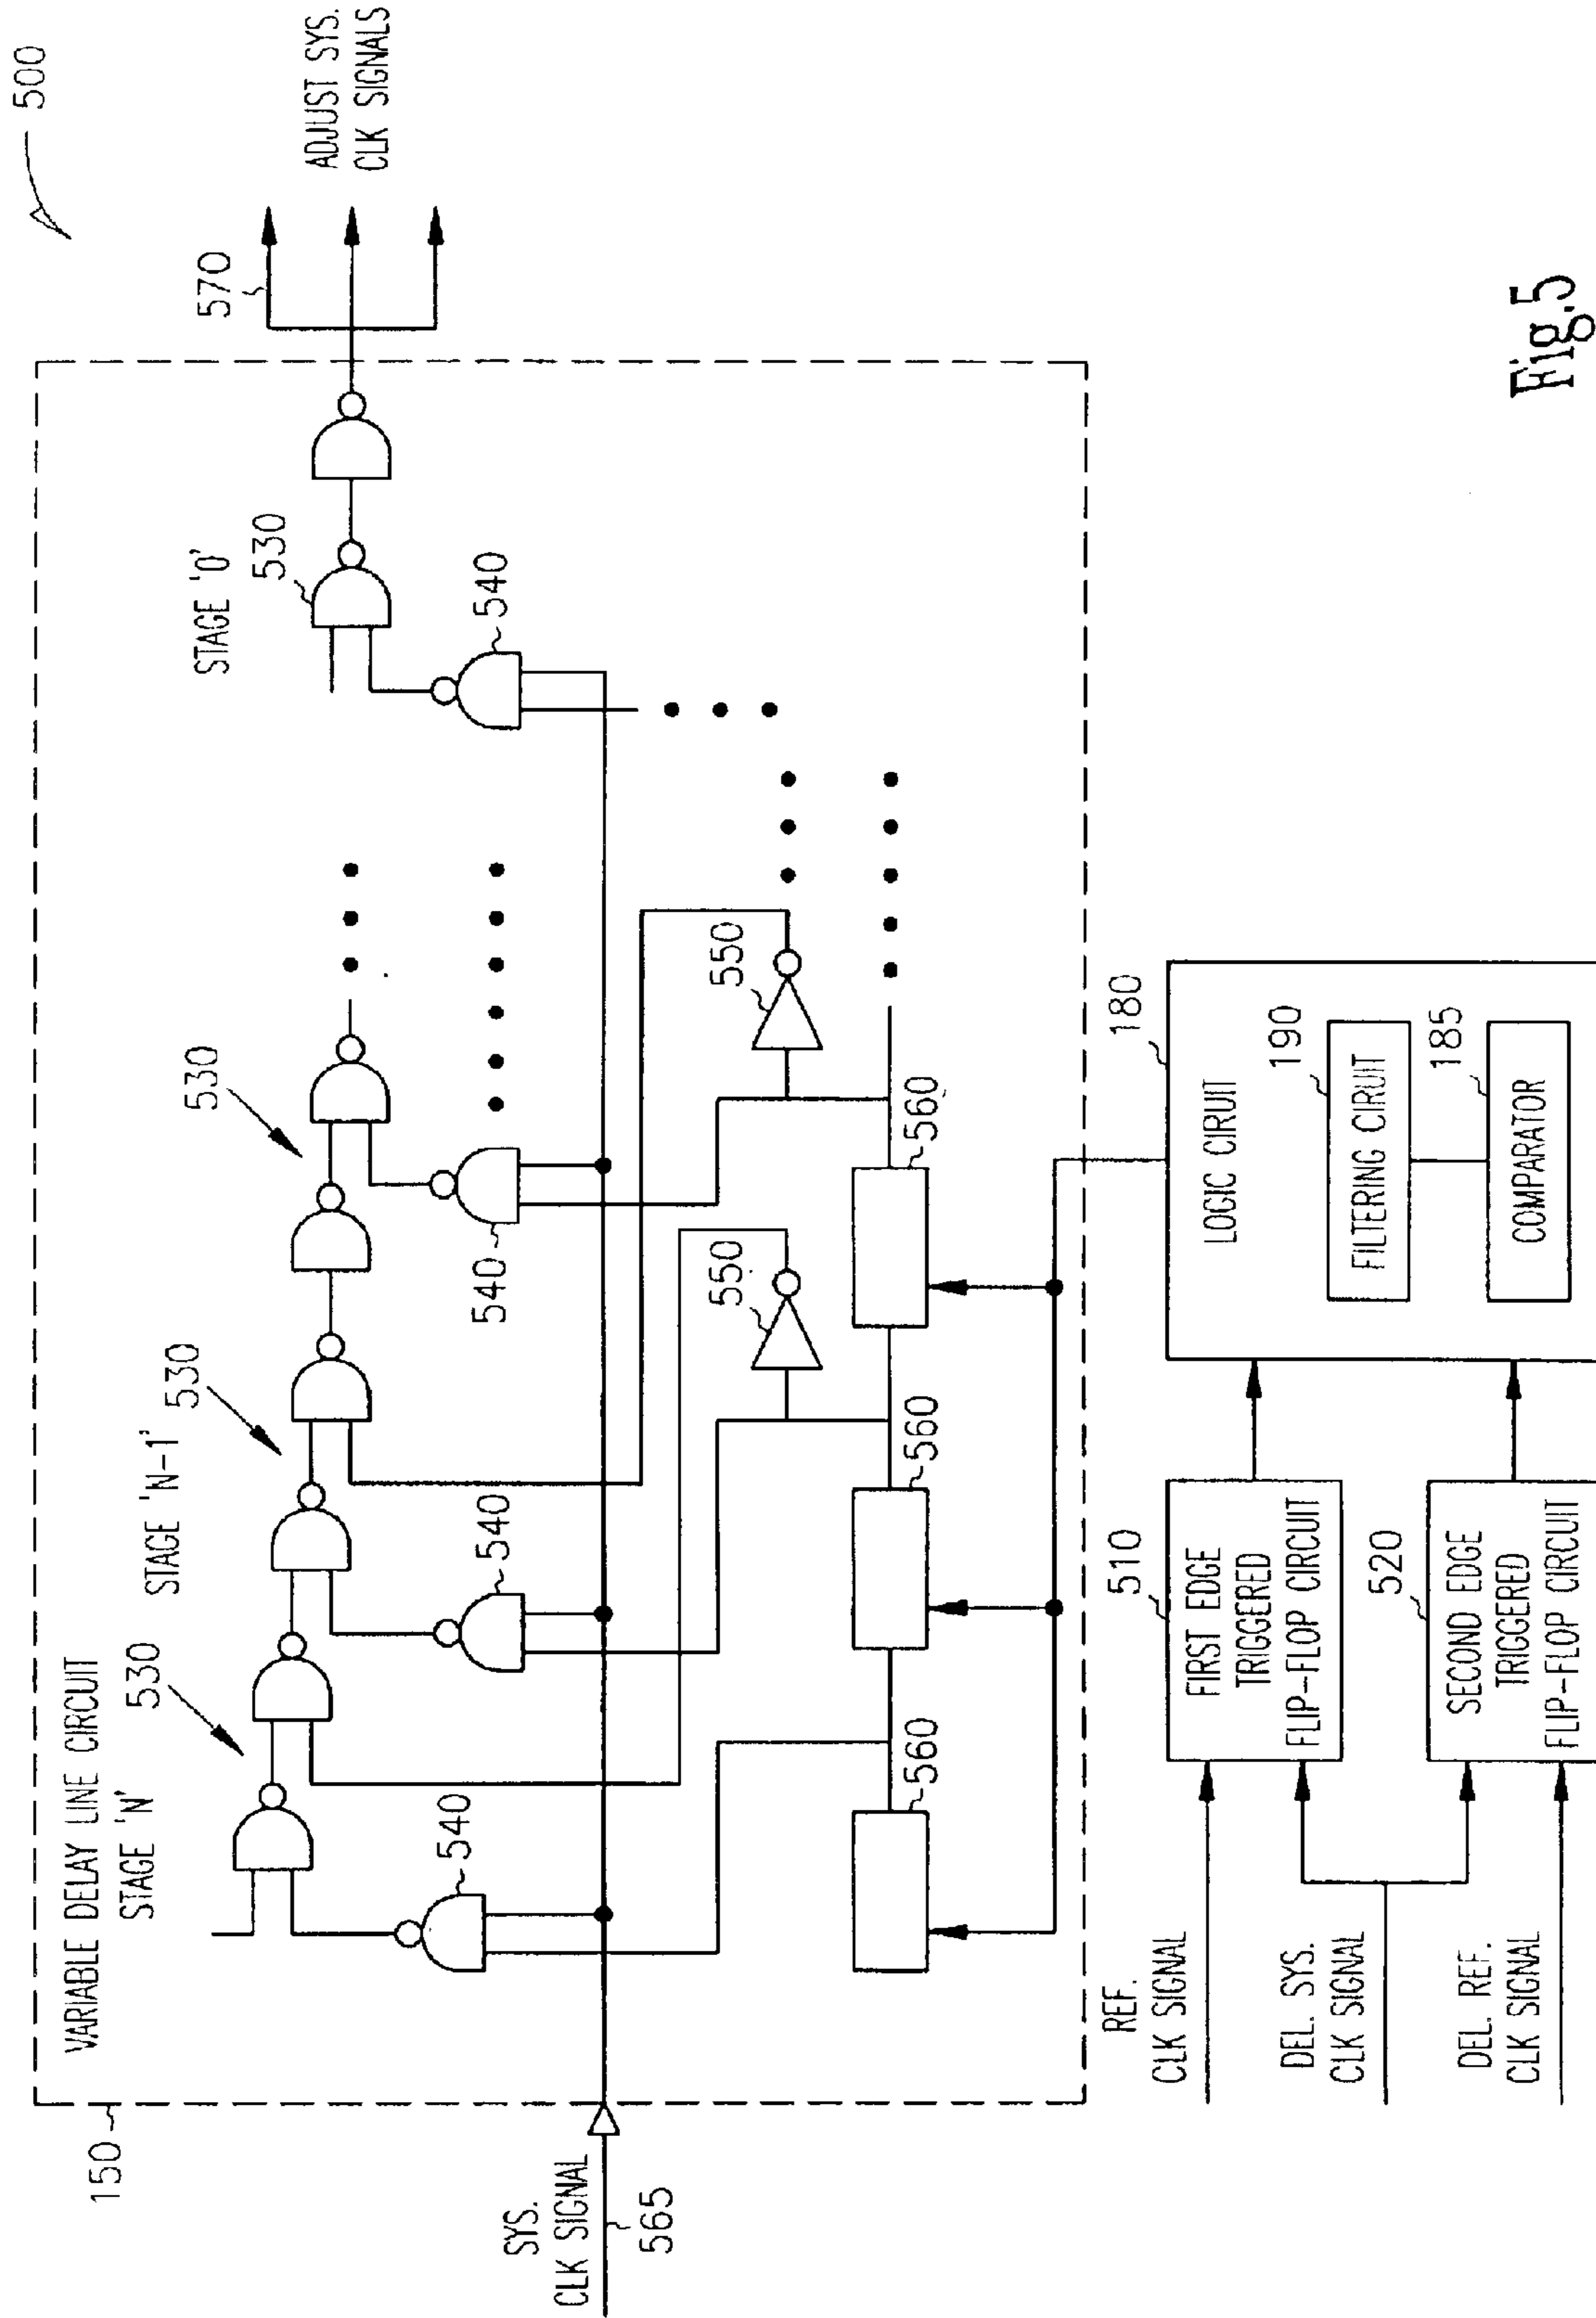 500
ADJUST SYS.
CLK SIGNALS
570
150
VARIABLE DELAY LINE CIRCUIT
STAGE 'N'
STAGE 'N-1'
STAGE '0'
530
530
530
530
540
540
540
540
550
550
560
560
560
SYS.
CLK SIGNAL
565
REF.
CLK SIGNAL
DEL. SYS.
CLK SIGNAL
DEL. REF.
CLK SIGNAL
510
FIRST EDGE
TRIGGERED
FLIP-FLOP CIRCUIT
520
SECOND EDGE
TRIGGERED
FLIP-FLOP CIRCUIT
180
LOGIC CIRUIT
190
FILTERING CIRUIT
185
COMPARATOR
Fig.5